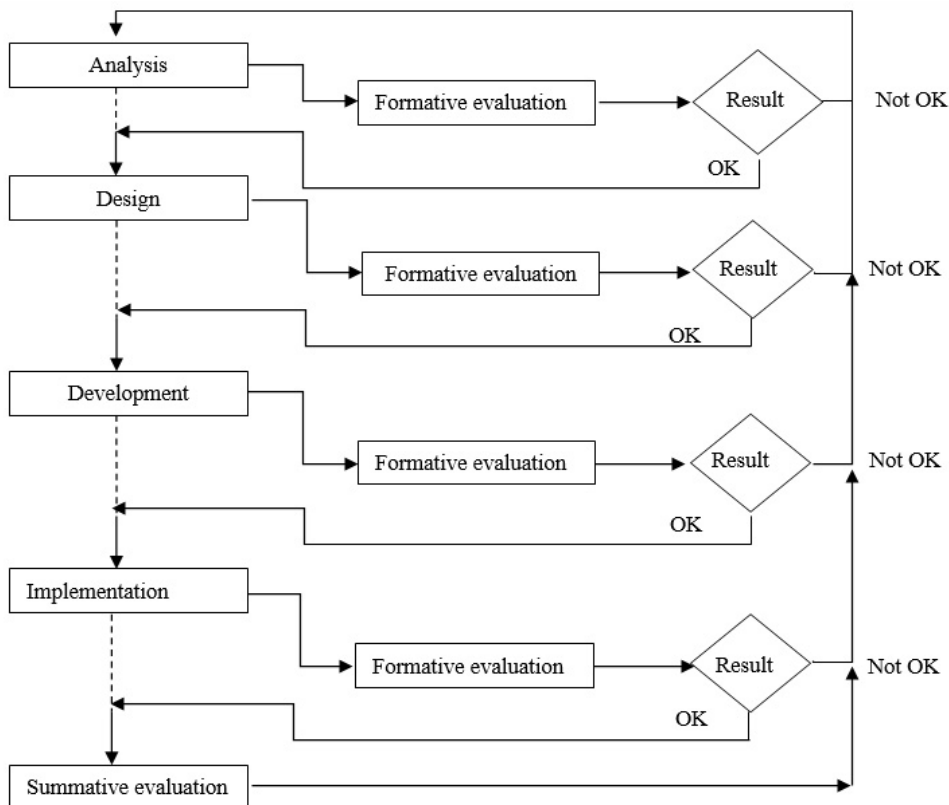 Analysis
Formative evaluation
Result
Not OK
OK
Design
Formative evaluation
Result
Not OK
OK
Development
Formative evaluation
Result
Not OK
OK
Implementation
Formative evaluation
Result
Not OK
OK
Summative evaluation